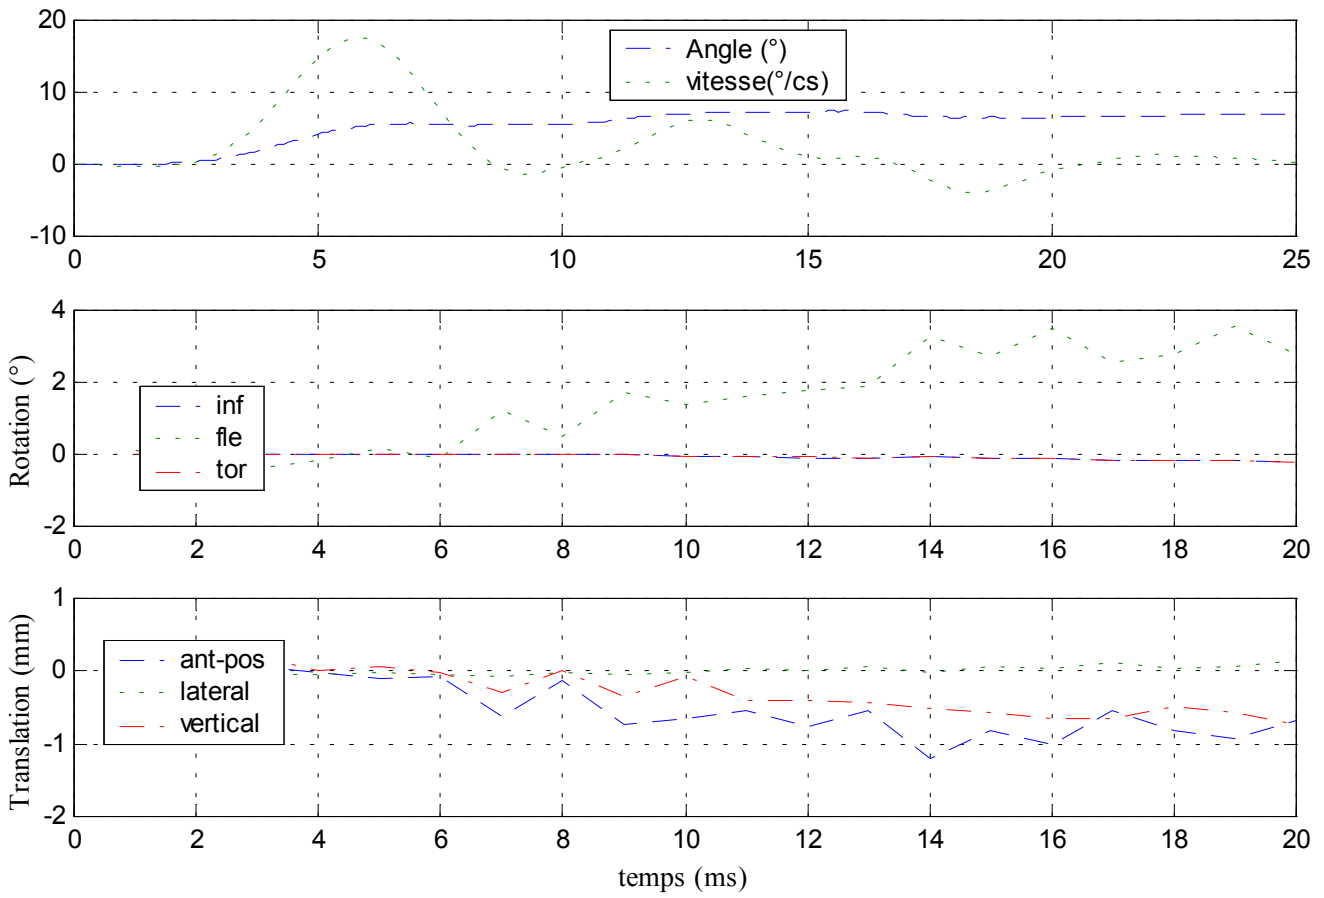 20
10
0
-10
Angle (°)
vitesse(°/cs)
0 5 10 15 20 25
Rotation (°)
4
2
0
-2
inf
fle
tor
0 2 4 6 8 10 12 14 16 18 20
Translation (mm)
1
0
-1
-2
ant-pos
lateral
vertical
0 2 4 6 8 10 12 14 16 18 20
temps (ms)